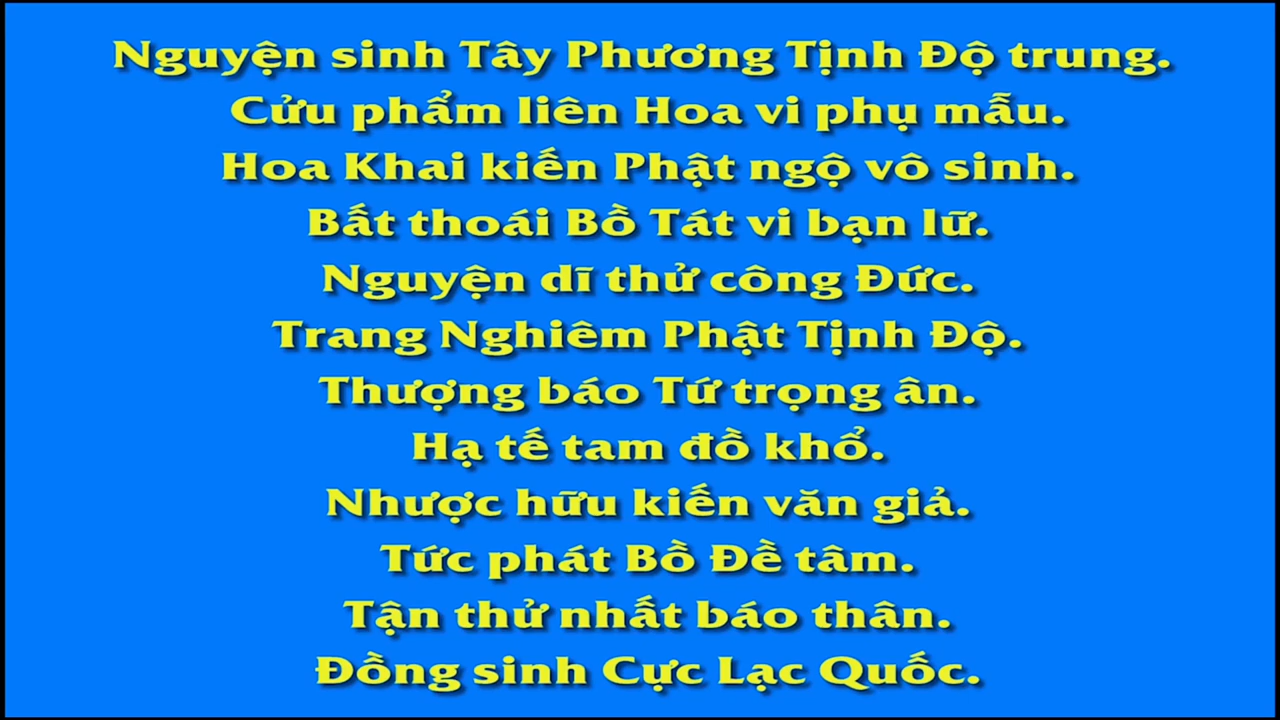 Nguyện sinh Tây Phương Tịnh Độ trung.
Cửu phẩm liên Hoa vi phụ mẫu.
Hoa Khai kiến Phật ngộ vô sinh.
Bất thoái Bồ Tát vi bạn lữ.
Nguyện dĩ thử công Đức.
Trang Nghiêm Phật Tịnh Độ.
Thượng báo Tứ trọng ân.
Hạ tế tam đồ khổ.
Nhược hữu kiến văn giả.
Tức phát Bồ Đề tâm.
Tận thử nhất báo thân.
Đồng sinh Cực Lạc Quốc.